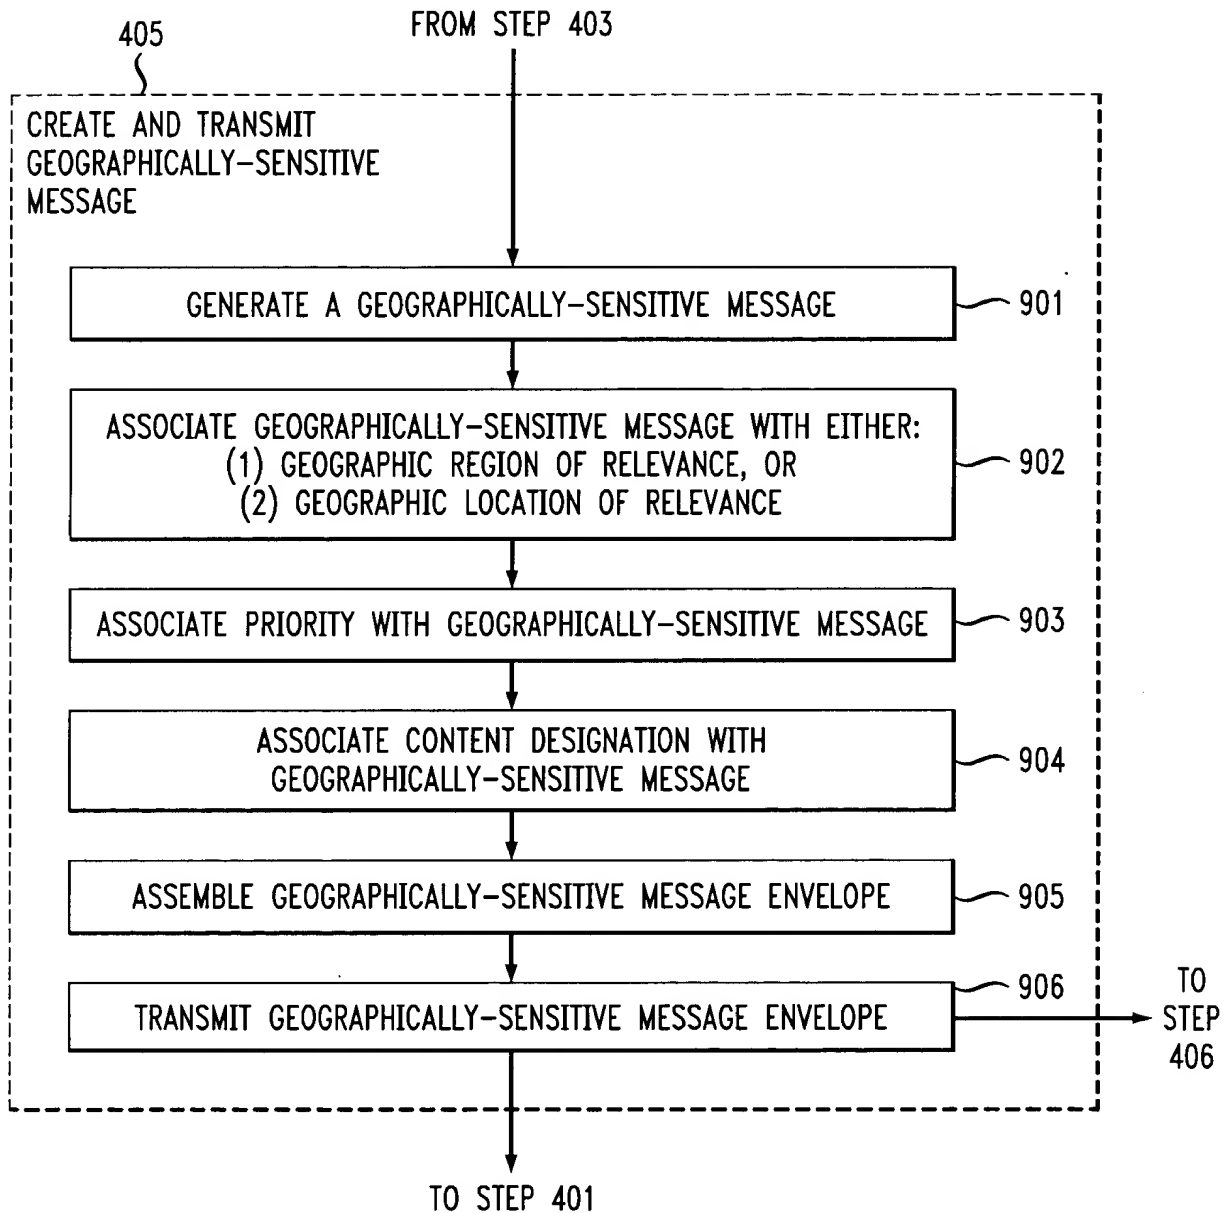 FROM STEP 403
405
CREATE AND TRANSMIT
GEOGRAPHICALLY-SENSITIVE
MESSAGE
GENERATE A GEOGRAPHICALLY-SENSITIVE MESSAGE
901
ASSOCIATE GEOGRAPHICALLY-SENSITIVE MESSAGE WITH EITHER:
(1) GEOGRAPHIC REGION OF RELEVANCE, OR
(2) GEOGRAPHIC LOCATION OF RELEVANCE
902
ASSOCIATE PRIORITY WITH GEOGRAPHICALLY-SENSITIVE MESSAGE
903
ASSOCIATE CONTENT DESIGNATION WITH
GEOGRAPHICALLY-SENSITIVE MESSAGE
904
ASSEMBLE GEOGRAPHICALLY-SENSITIVE MESSAGE ENVELOPE
905
TRANSMIT GEOGRAPHICALLY-SENSITIVE MESSAGE ENVELOPE
906
TO
STEP
406
TO STEP 401